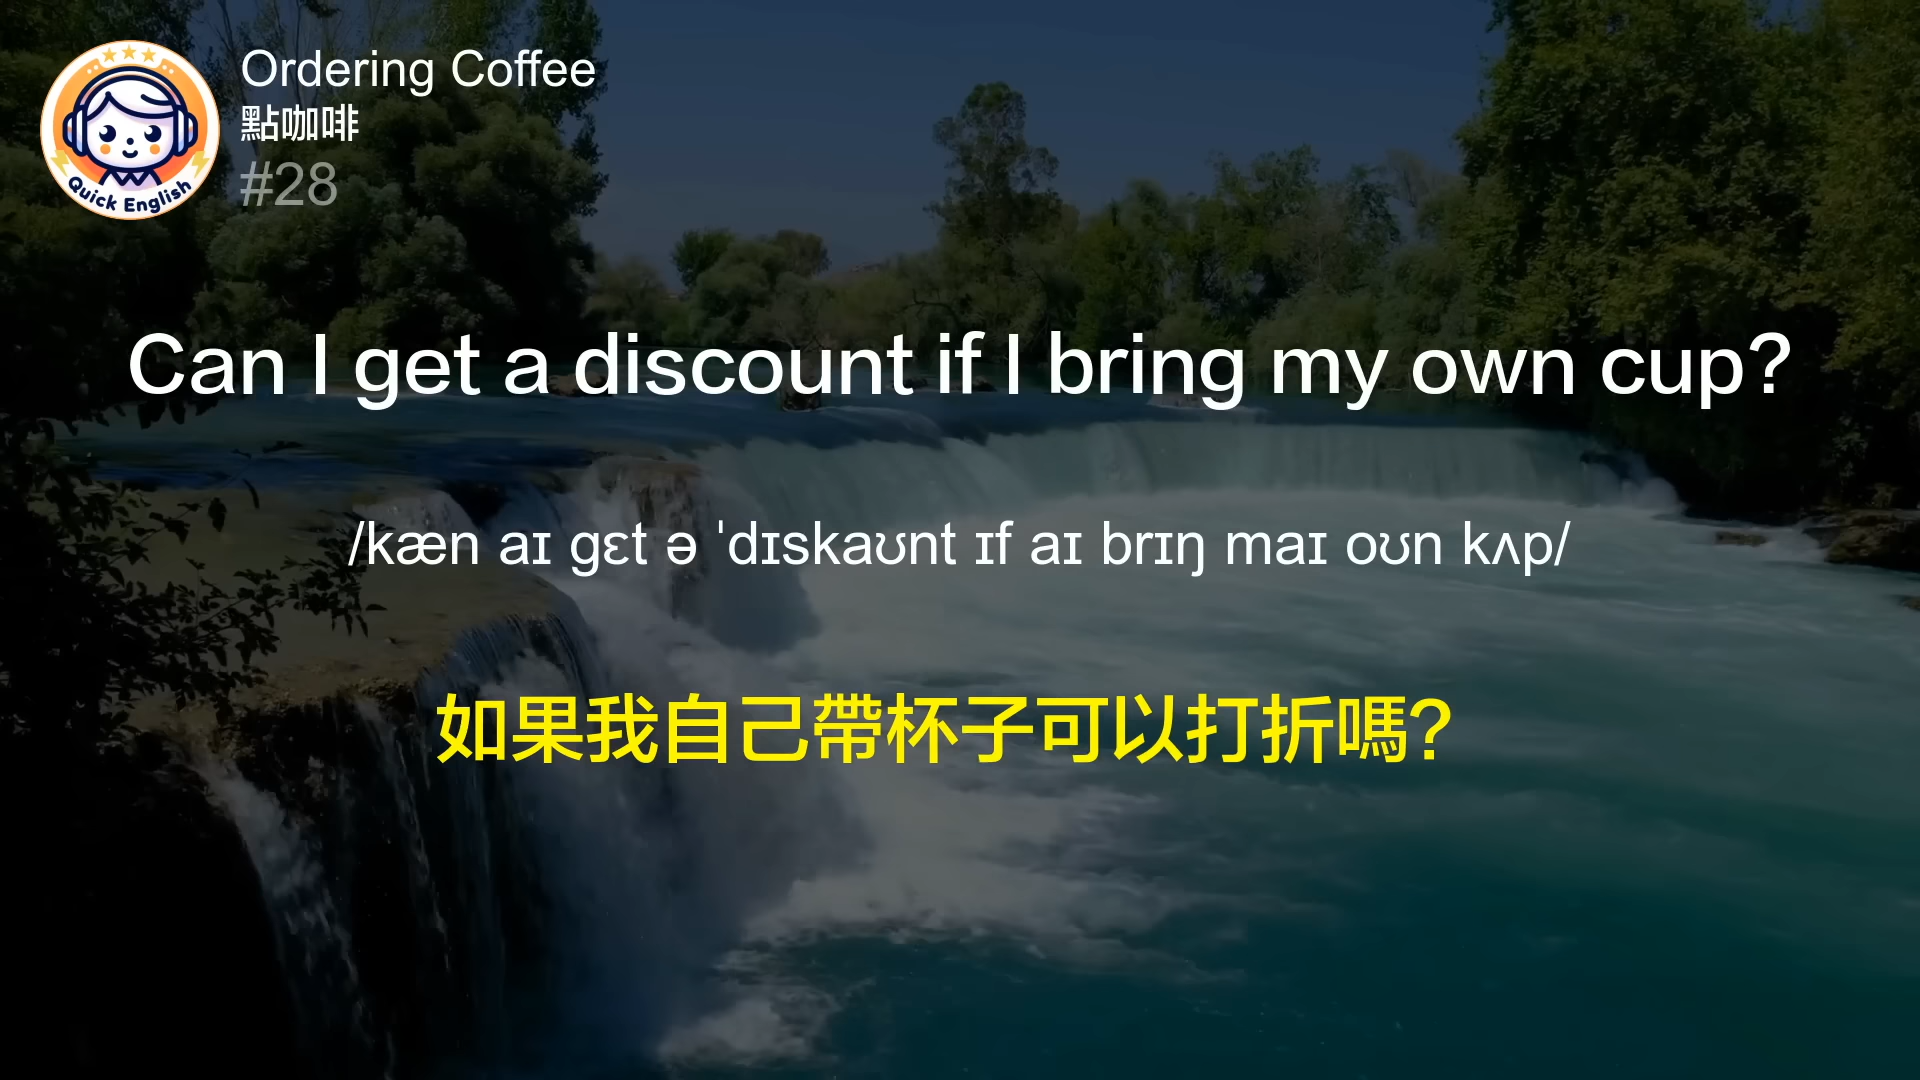 Quick English
Ordering Coffee
點咖啡
#28
Can I get a discount if I bring my own cup?
/kæn aɪ gɛt ə ˈdɪskaʊnt ɪf aɪ brɪŋ maɪ oʊn kʌp/
如果我自己帶杯子可以打折嗎?